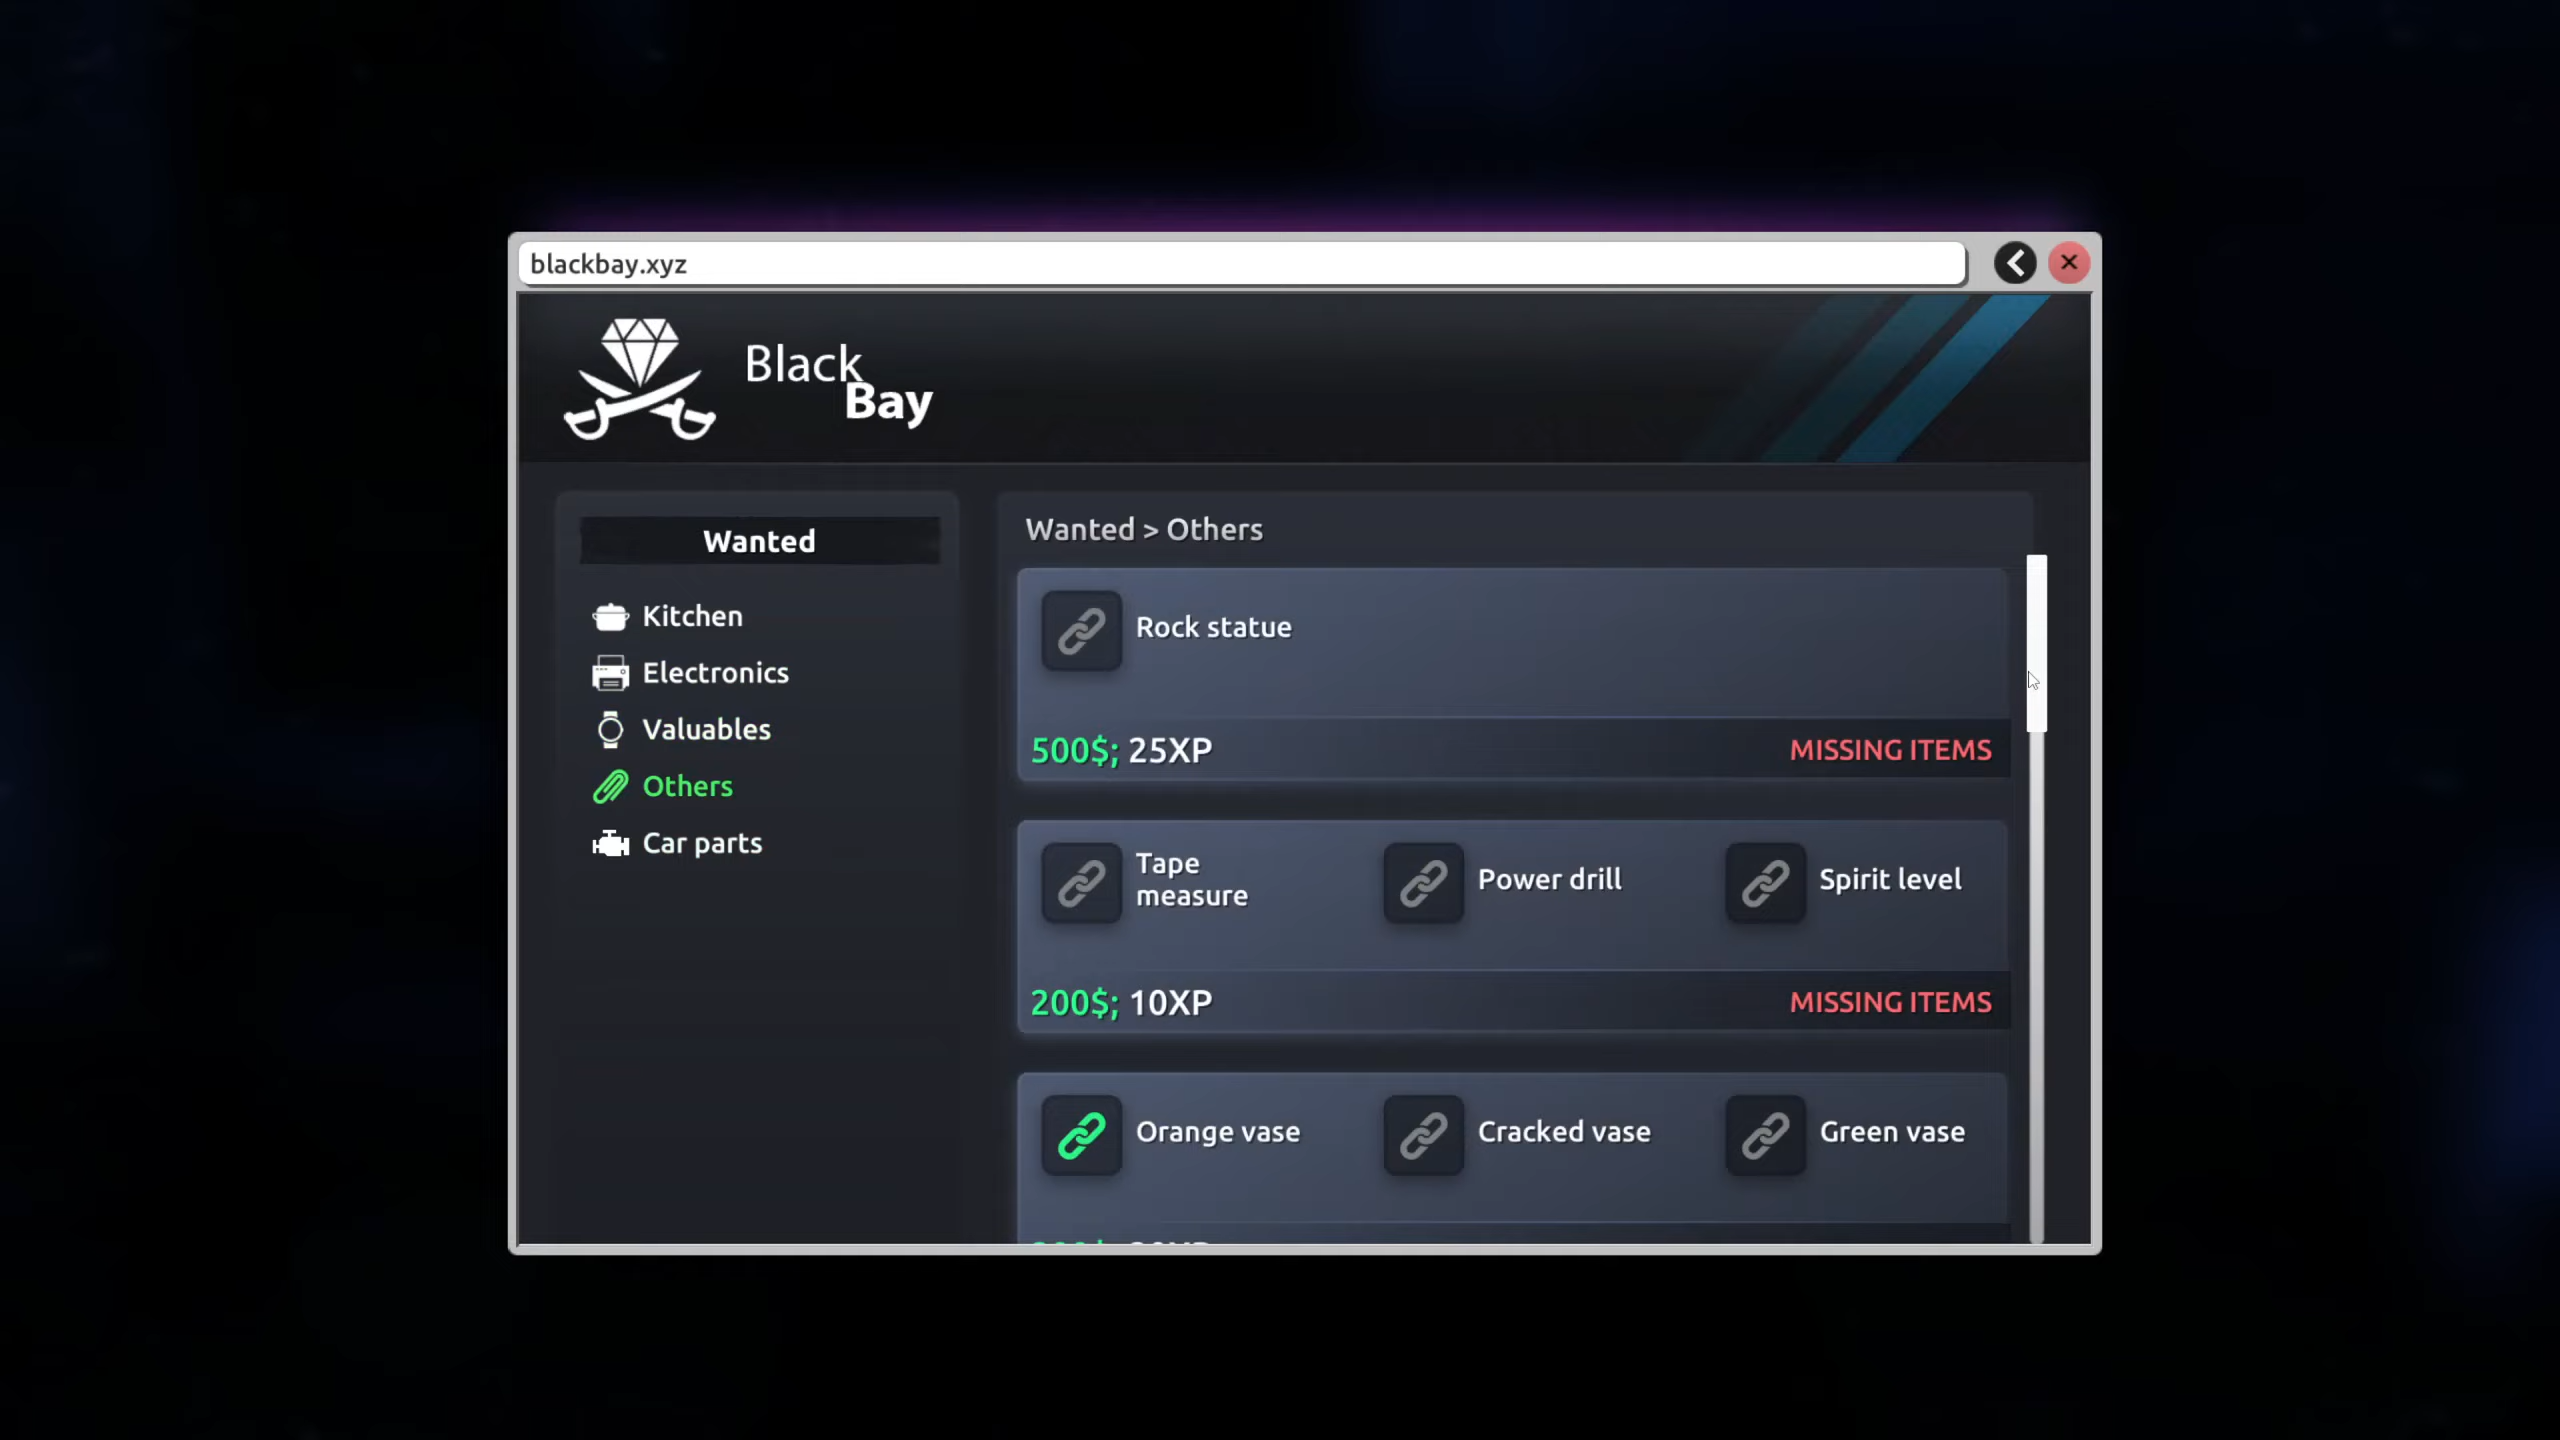 blackbay.xyz
Black
Bay
Wanted
Kitchen
Electronics
Valuables
Others
Car parts
Wanted > Others
Rock statue
500$; 25XP
MISSING ITEMS
Tape
measure
Power drill
Spirit level
200$; 10XP
MISSING ITEMS
Orange vase
Cracked vase
Green vase